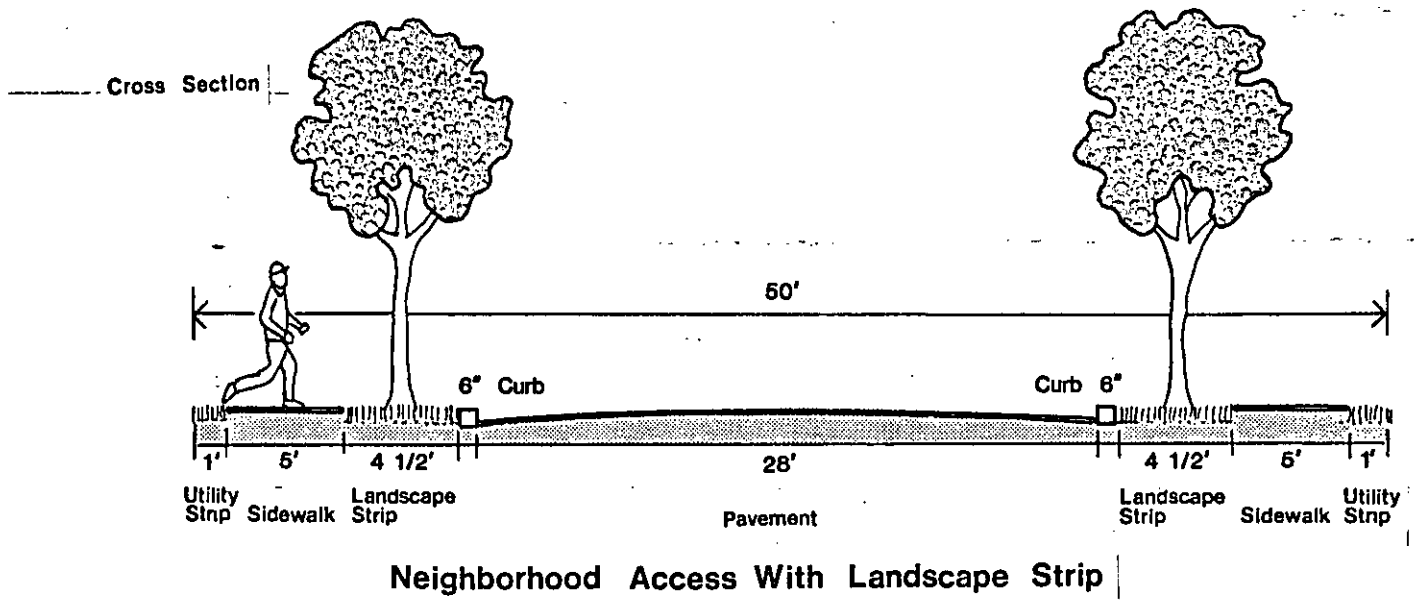 Cross Section
50'
6" Curb
Curb 6"
1' 5' 4 1/2' 28' 4 1/2' 5' 1'
Utility Strip Sidewalk Landscape Strip Pavement Landscape Strip Sidewalk Utility Strip
Neighborhood Access With Landscape Strip